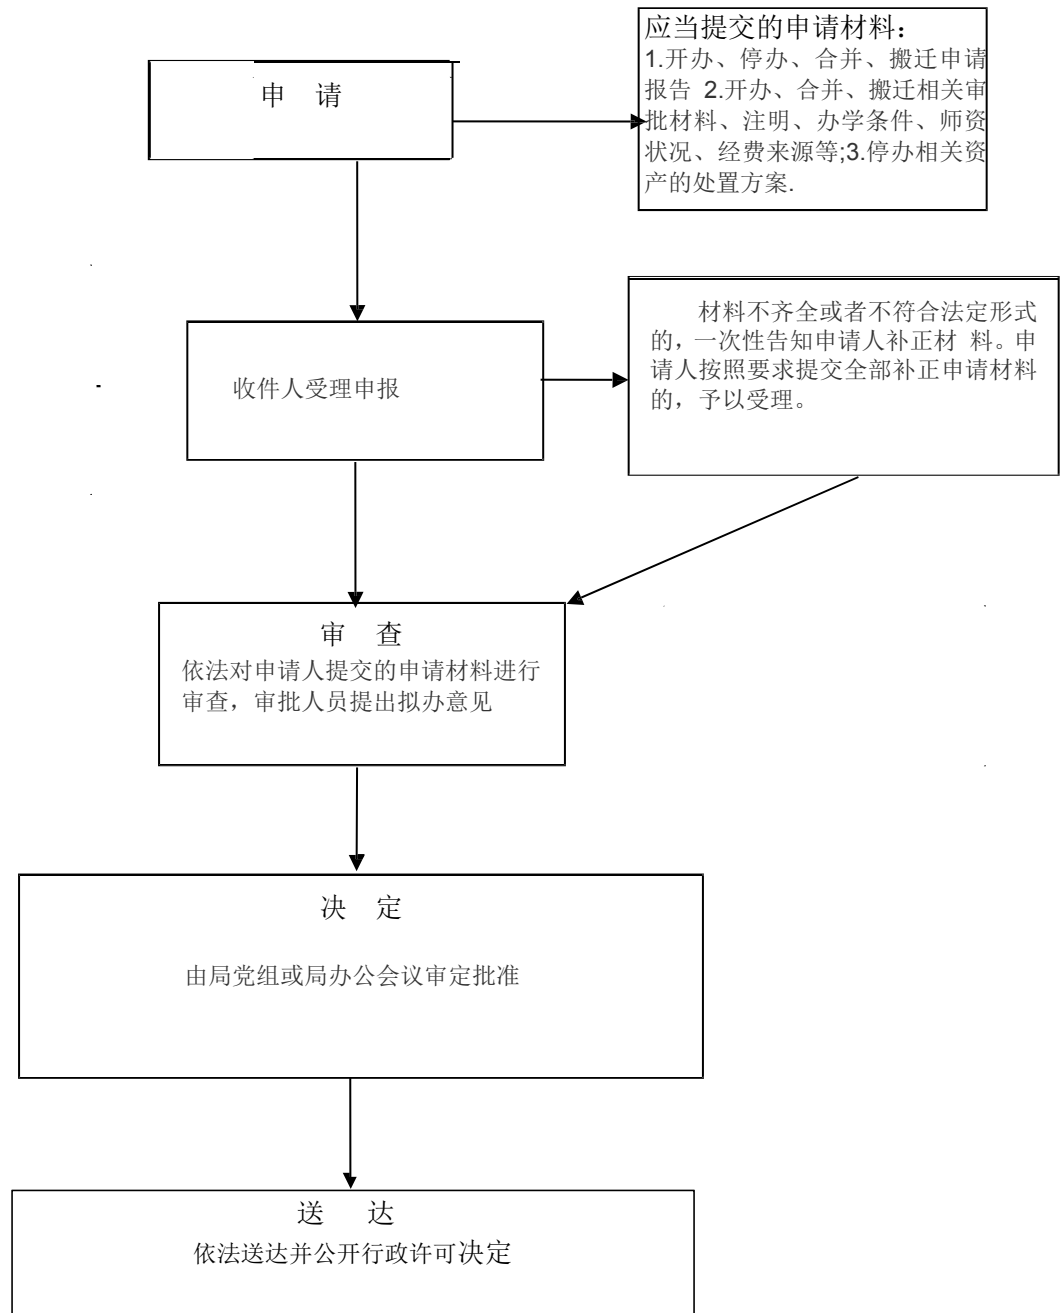 申 请
应当提交的申请材料：
1.开办、停办、合并、搬迁申请
报告 2.开办、合并、搬迁相关审
批材料、注明、办学条件、师资
状况、经费来源等;3.停办相关资
产的处置方案.
收件人受理申报
材料不齐全或者不符合法定形式
的，一次性告知申请人补正材 料。申
请人按照要求提交全部补正申请材料
的，予以受理。
审 查
依法对申请人提交的申请材料进行
审查，审批人员提出拟办意见
决 定
由局党组或局办公会议审定批准
送 达
依法送达并公开行政许可决定